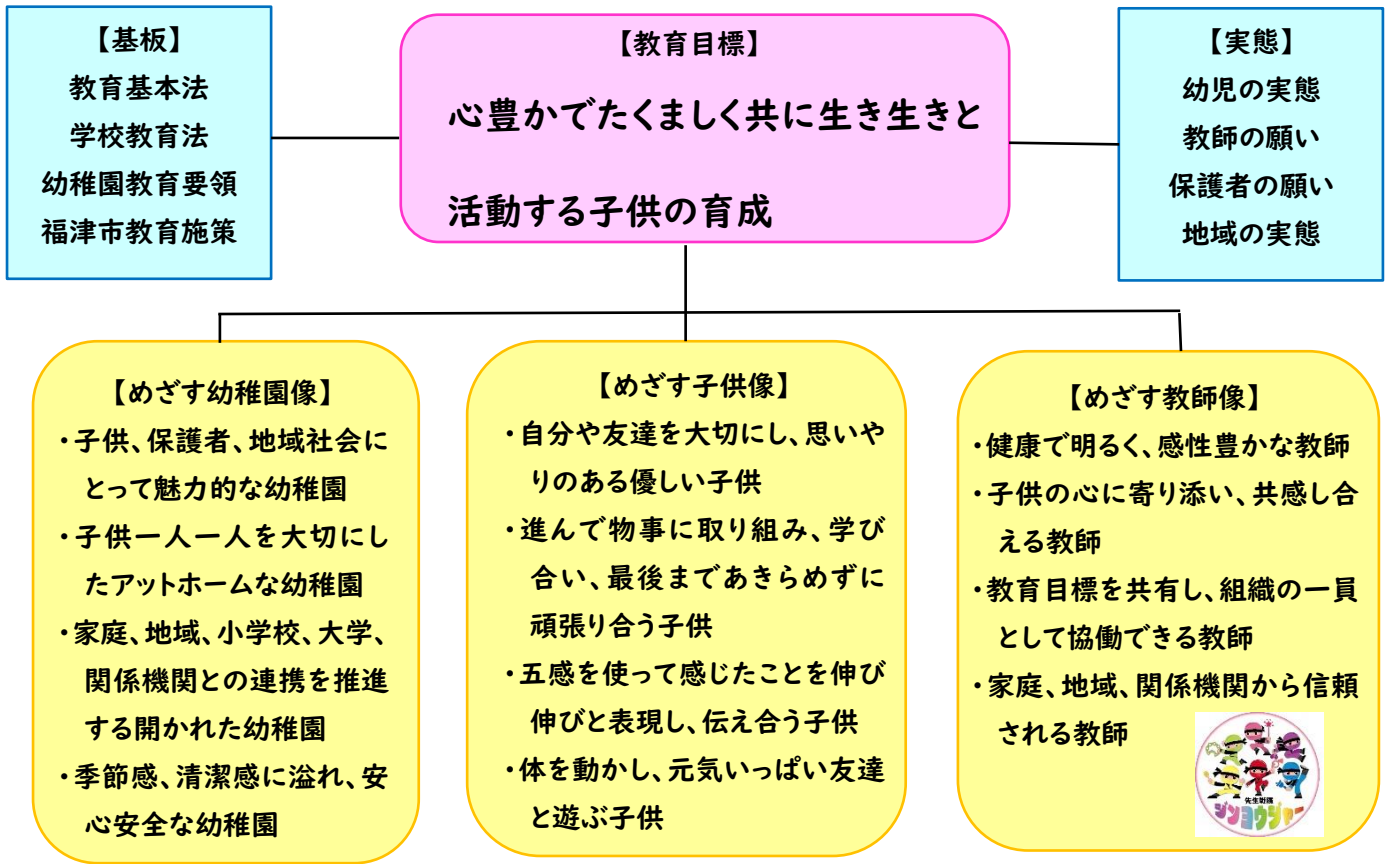 【基板】
教育基本法
学校教育法
幼稚園教育要領
福津市教育施策
【教育目標】
心豊かでたくましく共に生き生きと
活動する子供の育成
【実態】
幼児の実態
教師の願い
保護者の願い
地域の実態
【めざす幼稚園像】
・子供、保護者、地域社会に
とって魅力的な幼稚園
・子供一人一人を大切にし
たアットホームな幼稚園
・家庭、地域、小学校、大学、
関係機関との連携を推進
する開かれた幼稚園
・季節感、清潔感に溢れ、安
心安全な幼稚園
【めざす子供像】
・自分や友達を大切にし、思いや
りのある優しい子供
・進んで物事に取り組み、学び
合い、最後まであきらめずに
頑張り合う子供
・五感を使って感じたことを伸び
伸びと表現し、伝え合う子供
・体を動かし、元気いっぱい友達
と遊ぶ子供
【めざす教師像】
・健康で明るく、感性豊かな教師
・子供の心に寄り添い、共感し合
える教師
・教育目標を共有し、組織の一員
として協働できる教師
・家庭、地域、関係機関から信頼
される教師
先生戦隊
ジンヨウジャー